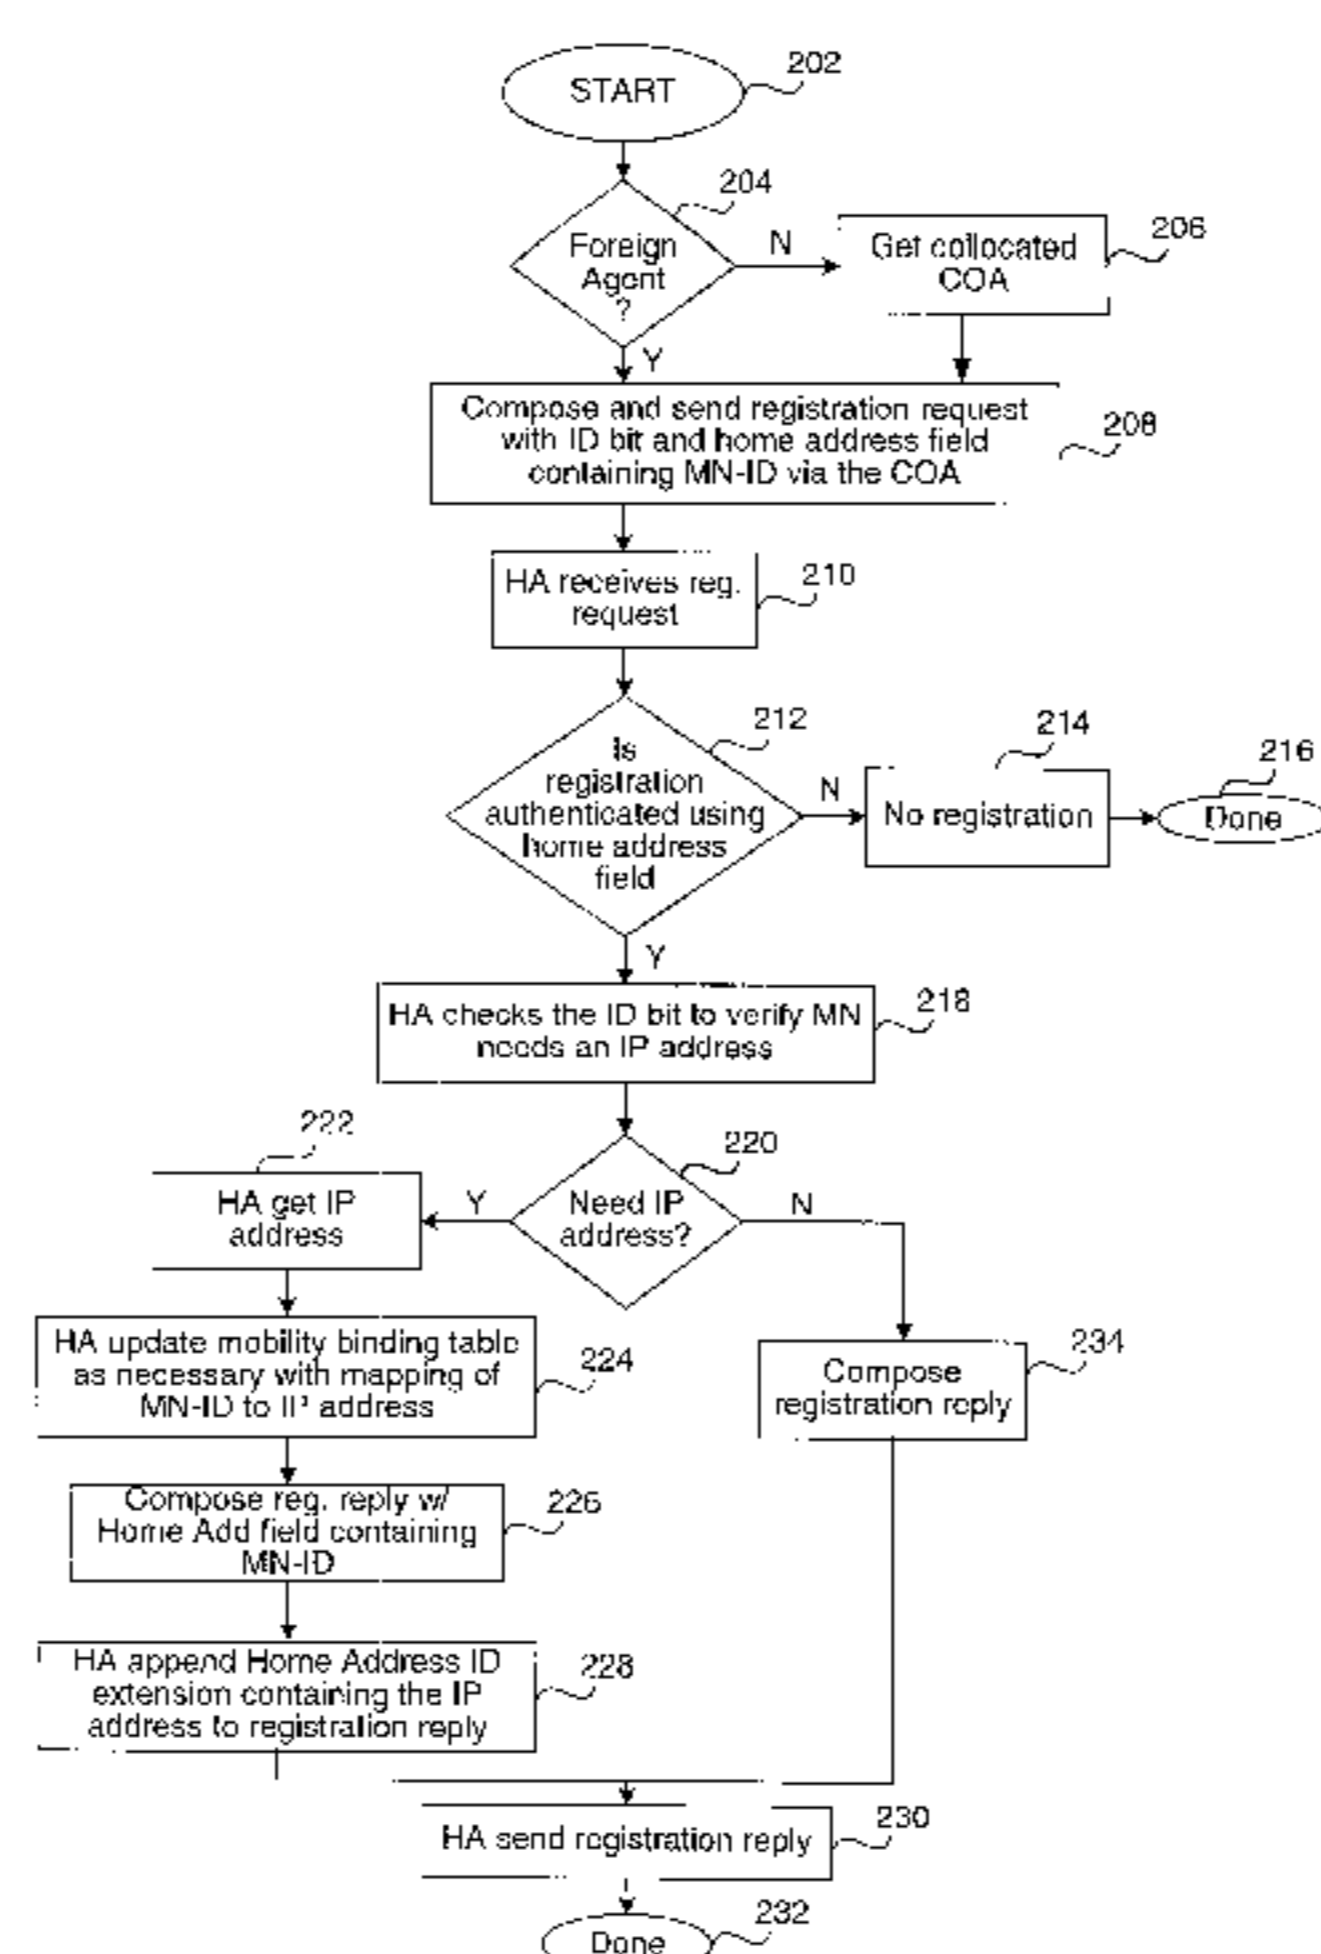 START
202
204
Foreign
Agent
?
N
Get collocated
COA
206
Y
Compose and send registration request
with ID bit and home address field
containing MN-ID via the COA
208
HA receives reg.
request
210
212
Is
registration
authenticated using
home address
field
N
214
No registration
216
Done
Y
HA checks the ID bit to verify MN
needs an IP address
218
222
HA get IP
address
Y
220
Need IP
address?
N
HA update mobility binding table
as necessary with mapping of
MN-ID to IP address
224
234
Compose
registration reply
Compose reg. reply w/
Home Add field containing
MN-ID
226
HA append Home Address ID
extension containing the IP
address to registration reply
228
HA send registration reply
230
232
Done